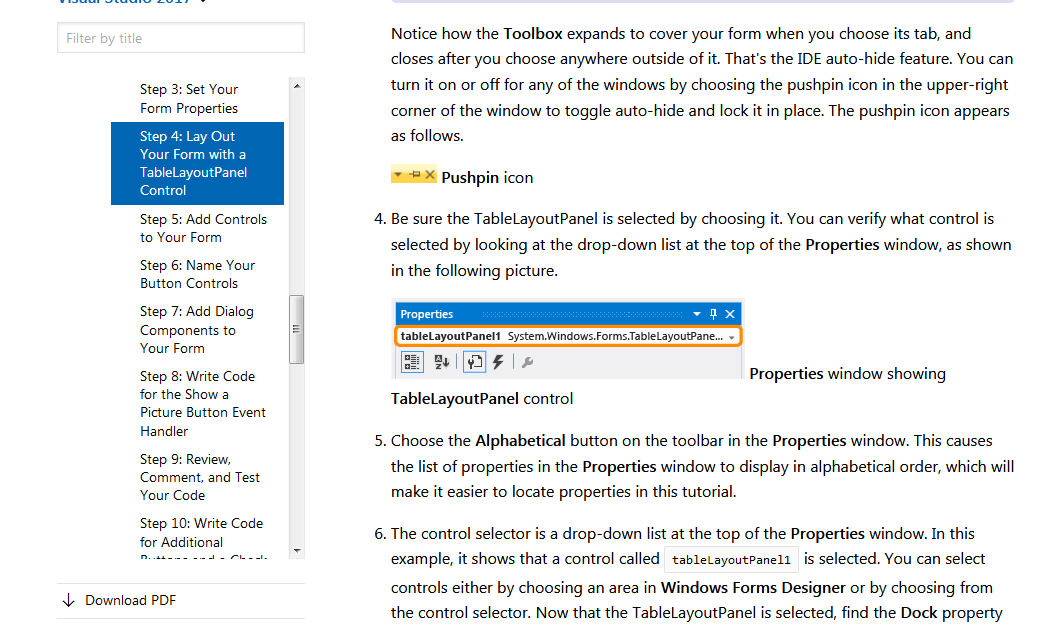 Visual Studio 2017
Filter by title
Step 3: Set Your
Form Properties
Step 4: Lay Out
Your Form with a
TableLayoutPanel
Control
Step 5: Add Controls
to Your Form
Step 6: Name Your
Button Controls
Step 7: Add Dialog
Components to
Your Form
Step 8: Write Code
for the Show a
Picture Button Event
Handler
Step 9: Review,
Comment, and Test
Your Code
Step 10: Write Code
for Additional
Buttons and a Check
Download PDF
Notice how the Toolbox expands to cover your form when you choose its tab, and
closes after you choose anywhere outside of it. That's the IDE auto-hide feature. You can
turn it on or off for any of the windows by choosing the pushpin icon in the upper-right
corner of the window to toggle auto-hide and lock it in place. The pushpin icon appears
as follows.
Pushpin icon
4. Be sure the TableLayoutPanel is selected by choosing it. You can verify what control is
selected by looking at the drop-down list at the top of the Properties window, as shown
in the following picture.
Properties
tableLayoutPanel1 System.Windows.Forms.TableLayoutPane...
Properties window showing
TableLayoutPanel control
5. Choose the Alphabetical button on the toolbar in the Properties window. This causes
the list of properties in the Properties window to display in alphabetical order, which will
make it easier to locate properties in this tutorial.
6. The control selector is a drop-down list at the top of the Properties window. In this
example, it shows that a control called tableLayoutPanel1 is selected. You can select
controls either by choosing an area in Windows Forms Designer or by choosing from
the control selector. Now that the TableLayoutPanel is selected, find the Dock property